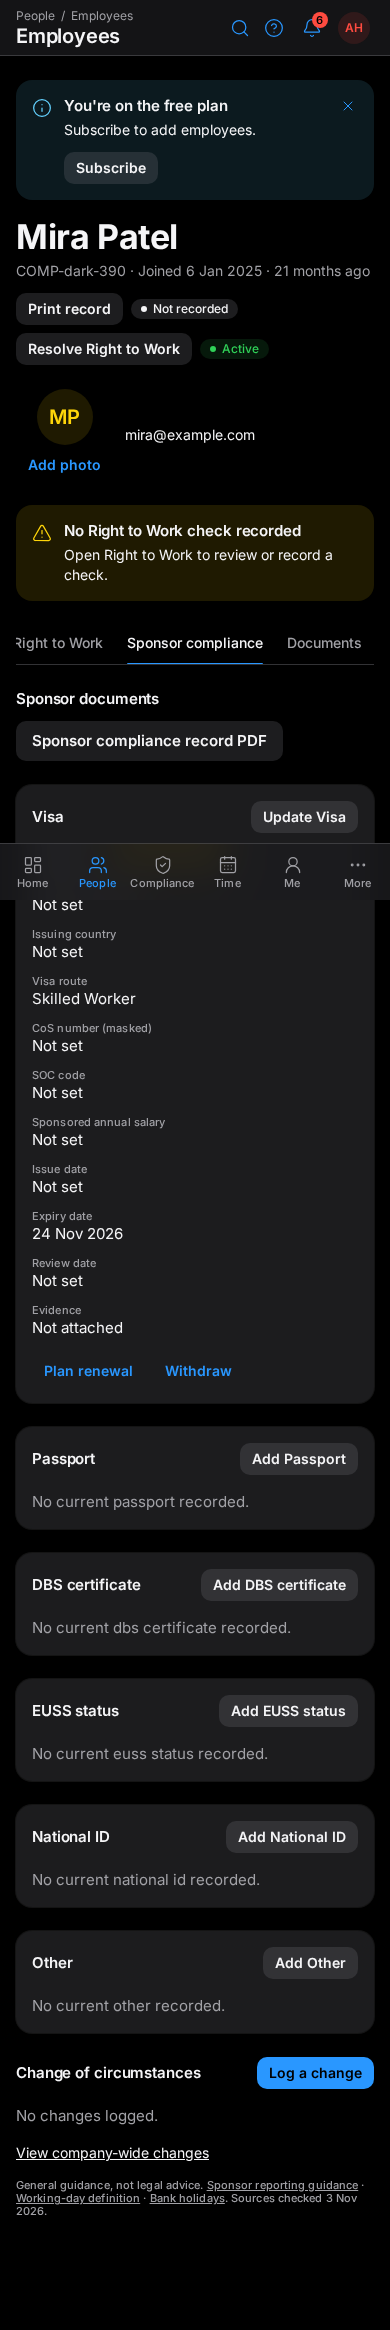 People / Employees
Employees
6
AH
You're on the free plan
Subscribe to add employees.
Subscribe
Mira Patel
COMP-dark-390 · Joined 6 Jan 2025 · 21 months ago
Print record
Not recorded
Resolve Right to Work
Active
MP
Add photo
mira@example.com
No Right to Work check recorded
Open Right to Work to review or record a
check.
Right to Work
Sponsor compliance
Documents
Sponsor documents
Sponsor compliance record PDF
Visa
Update Visa
Home
People
Compliance
Time
Me
More
Not set
Issuing country
Not set
Visa route
Skilled Worker
CoS number (masked)
Not set
SOC code
Not set
Sponsored annual salary
Not set
Issue date
Not set
Expiry date
24 Nov 2026
Review date
Not set
Evidence
Not attached
Plan renewal
Withdraw
Passport
Add Passport
No current passport recorded.
DBS certificate
Add DBS certificate
No current dbs certificate recorded.
EUSS status
Add EUSS status
No current euss status recorded.
National ID
Add National ID
No current national id recorded.
Other
Add Other
No current other recorded.
Change of circumstances
Log a change
No changes logged.
View company-wide changes
General guidance, not legal advice. Sponsor reporting guidance ·
Working-day definition · Bank holidays. Sources checked 3 Nov
2026.